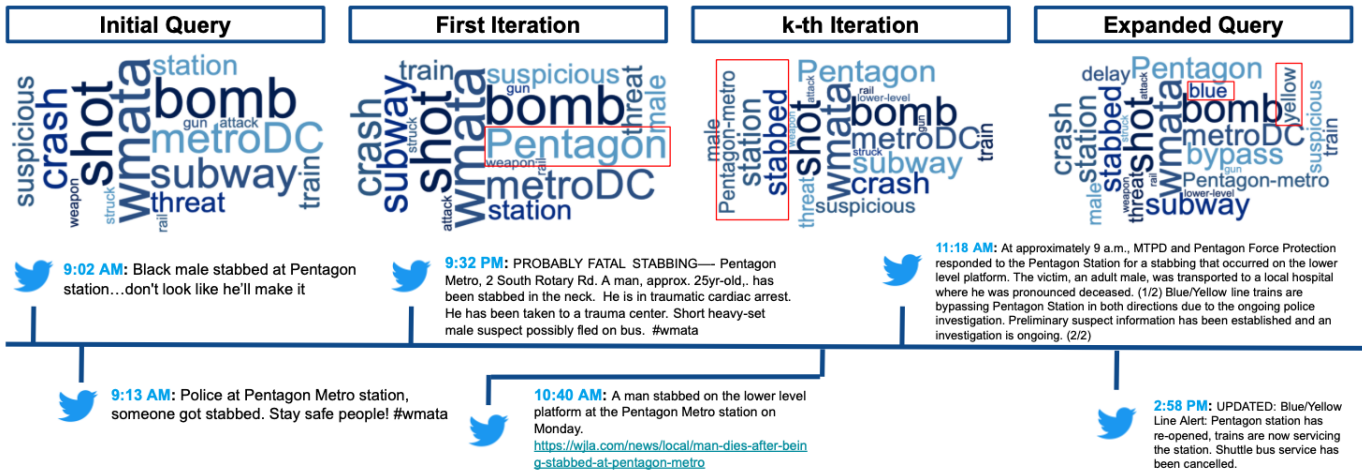 Initial Query
First Iteration
k-th Iteration
Expanded Query
suspicious
crash
shot
wmata
station
bomb
gun
attack
metroDC
subway
threat
train
weapon
struck
rail
train
crash
subway
struck
shot
attack
wmata
suspicious
gun
bomb
threat
male
Pentagon
weapon
rail
metroDC
station
male
Pentagon-metro
station
stabbed
weapon
threat
shot
attack
wmata
Pentagon
rail
lower-level
bomb
gun
metroDC
struck
subway
crash
suspicious
train
delay
crash
station
male
stabbed
weapon
threat
struck
shot
rail
attack
wmata
Pentagon
blue
yellow
bomb
metroDC
bypass
gun
Pentagon-metro
lower-level
subway
suspicious
train
9:02 AM: Black male stabbed at Pentagon
station…don't look like he'll make it
9:32 PM: PROBABLY FATAL STABBING—- Pentagon
Metro, 2 South Rotary Rd. A man, approx. 25yr-old,. has
been stabbed in the neck. He is in traumatic cardiac arrest.
He has been taken to a trauma center. Short heavy-set
male suspect possibly fled on bus. #wmata
11:18 AM: At approximately 9 a.m., MTPD and Pentagon Force Protection
responded to the Pentagon Station for a stabbing that occurred on the lower
level platform. The victim, an adult male, was transported to a local hospital
where he was pronounced deceased. (1/2) Blue/Yellow line trains are
bypassing Pentagon Station in both directions due to the ongoing police
investigation. Preliminary suspect information has been established and an
investigation is ongoing. (2/2)
9:13 AM: Police at Pentagon Metro station,
someone got stabbed. Stay safe people! #wmata
10:40 AM: A man stabbed on the lower level
platform at the Pentagon Metro station on
Monday.
https://wjla.com/news/local/man-dies-after-bein
g-stabbed-at-pentagon-metro
2:58 PM: UPDATED: Blue/Yellow
Line Alert: Pentagon station has
re-opened, trains are now servicing
the station. Shuttle bus service has
been cancelled.